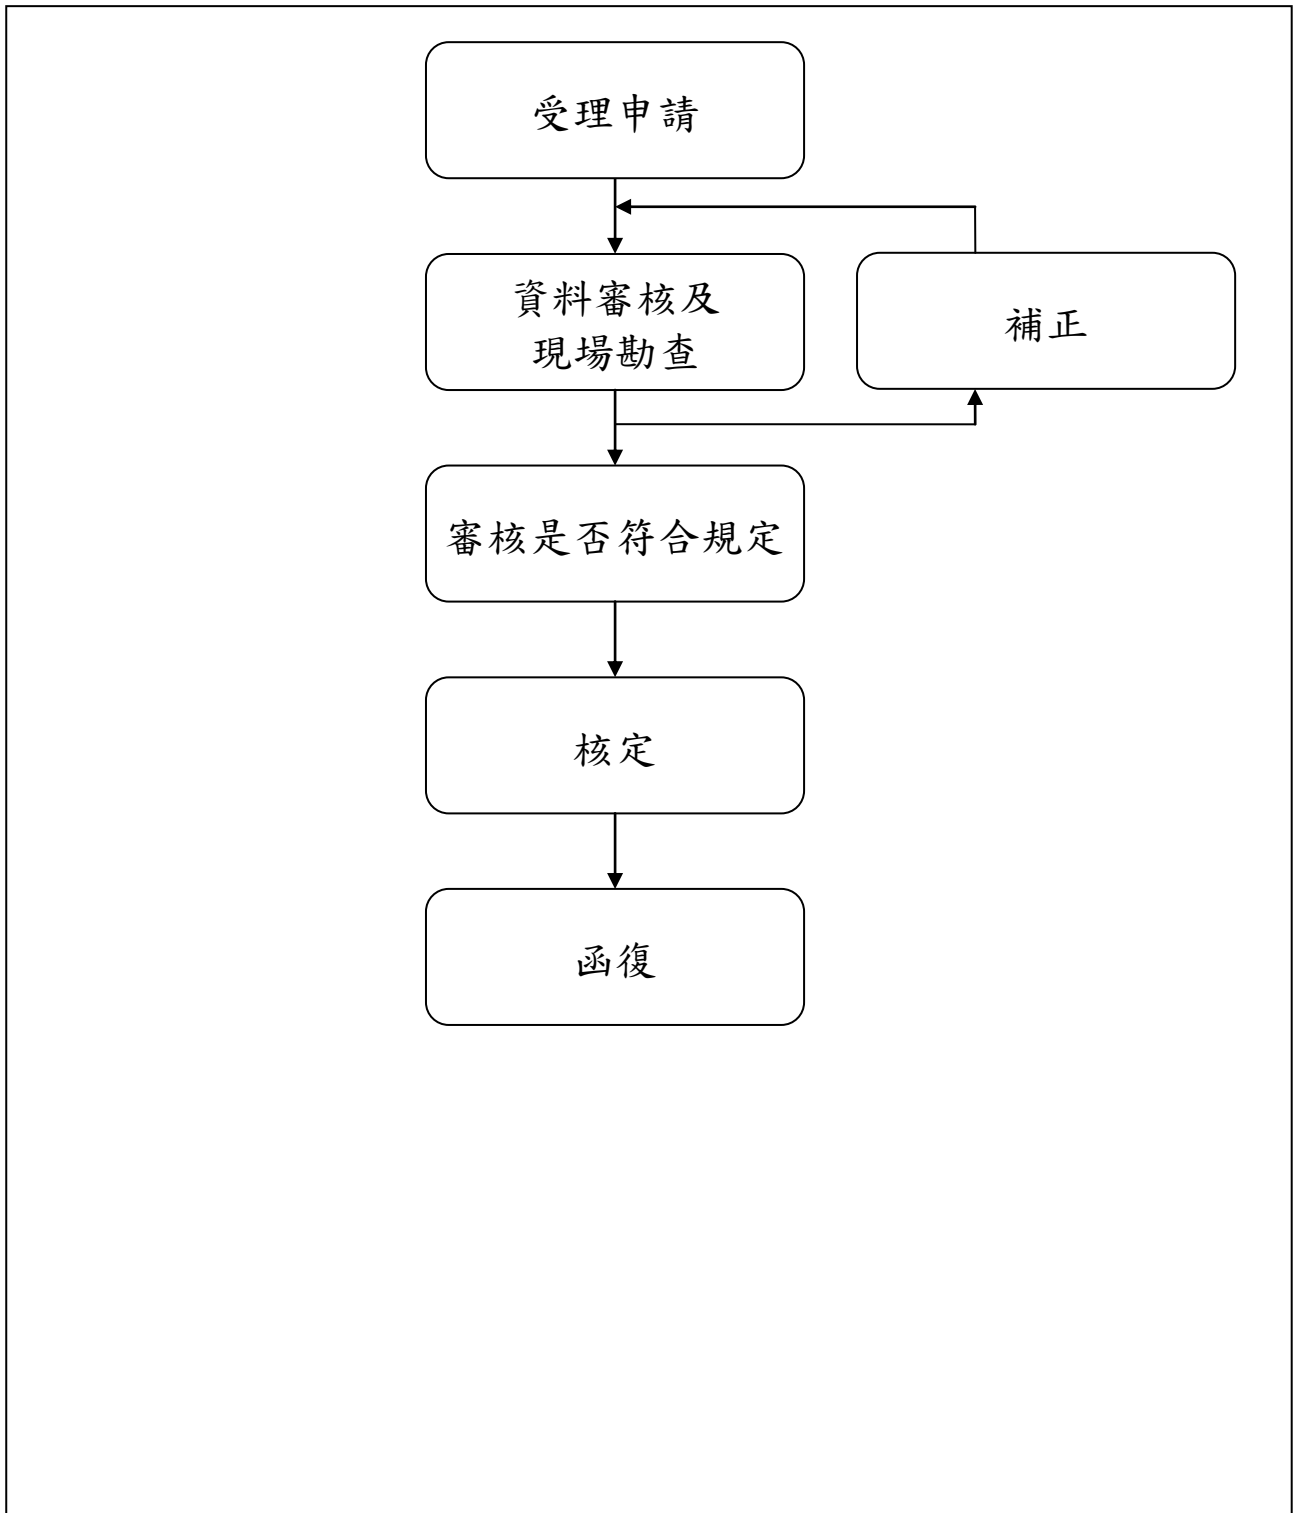 受理申請
資料審核及
現場勘查
補正
審核是否符合規定
核定
函復